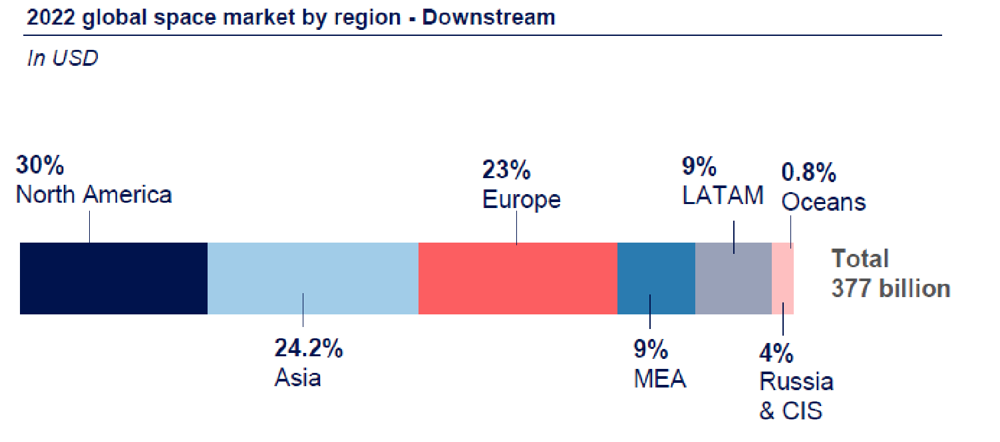 2022 global space market by region - Downstream
In USD
30%
North America
23%
Europe
9%
LATAM
0.8%
Oceans
Total
377 billion
24.2%
Asia
9%
MEA
4%
Russia
& CIS